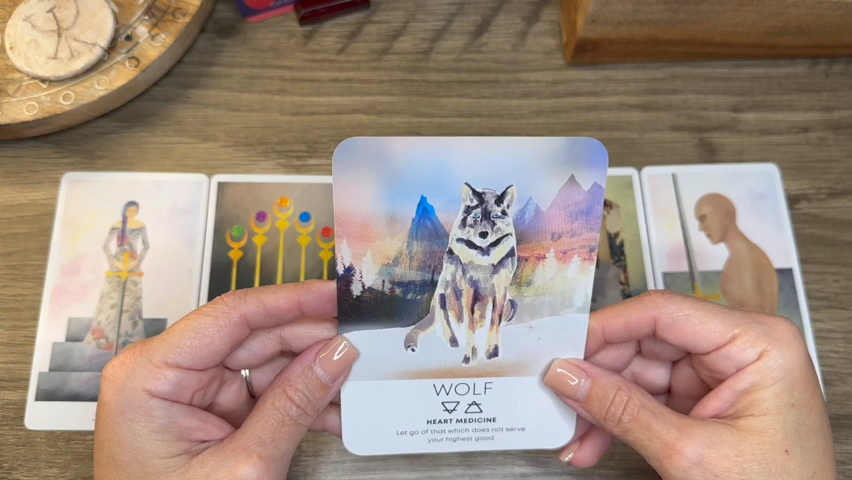 WOLF
HEART MEDICINE
Let go of that which does not serve
your highest good